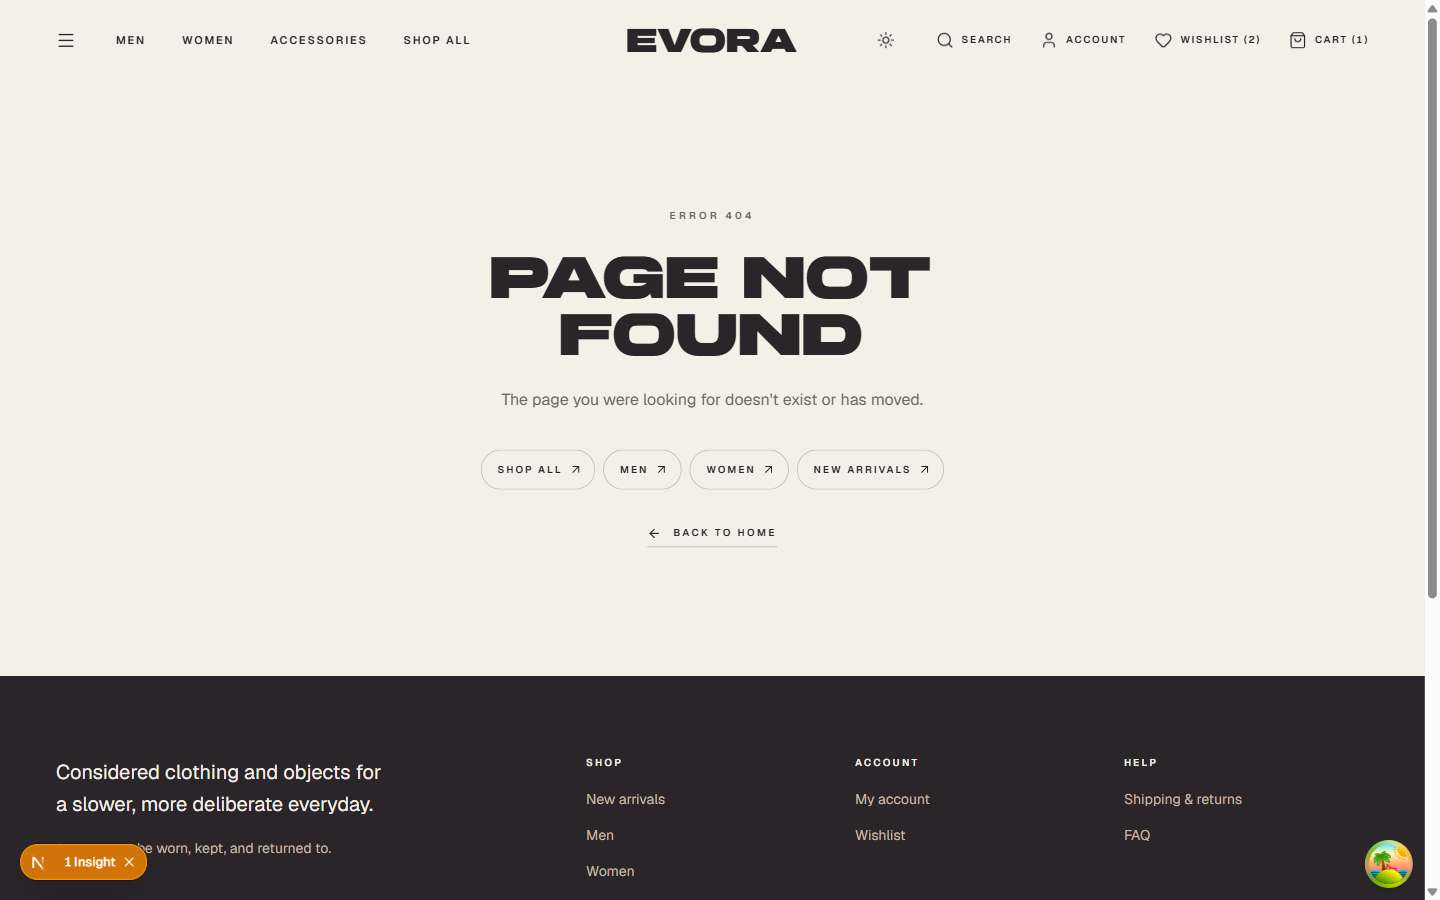 MEN
WOMEN
ACCESSORIES
SHOP ALL
EVORA
SEARCH
ACCOUNT
WISHLIST (2)
CART (1)
ERROR 404
PAGE NOT
FOUND
The page you were looking for doesn't exist or has moved.
SHOP ALL
MEN
WOMEN
NEW ARRIVALS
BACK TO HOME
Considered clothing and objects for
a slower, more deliberate everyday.
be worn, kept, and returned to.
SHOP
New arrivals
Men
Women
ACCOUNT
My account
Wishlist
HELP
Shipping & returns
FAQ
N
1 Insight